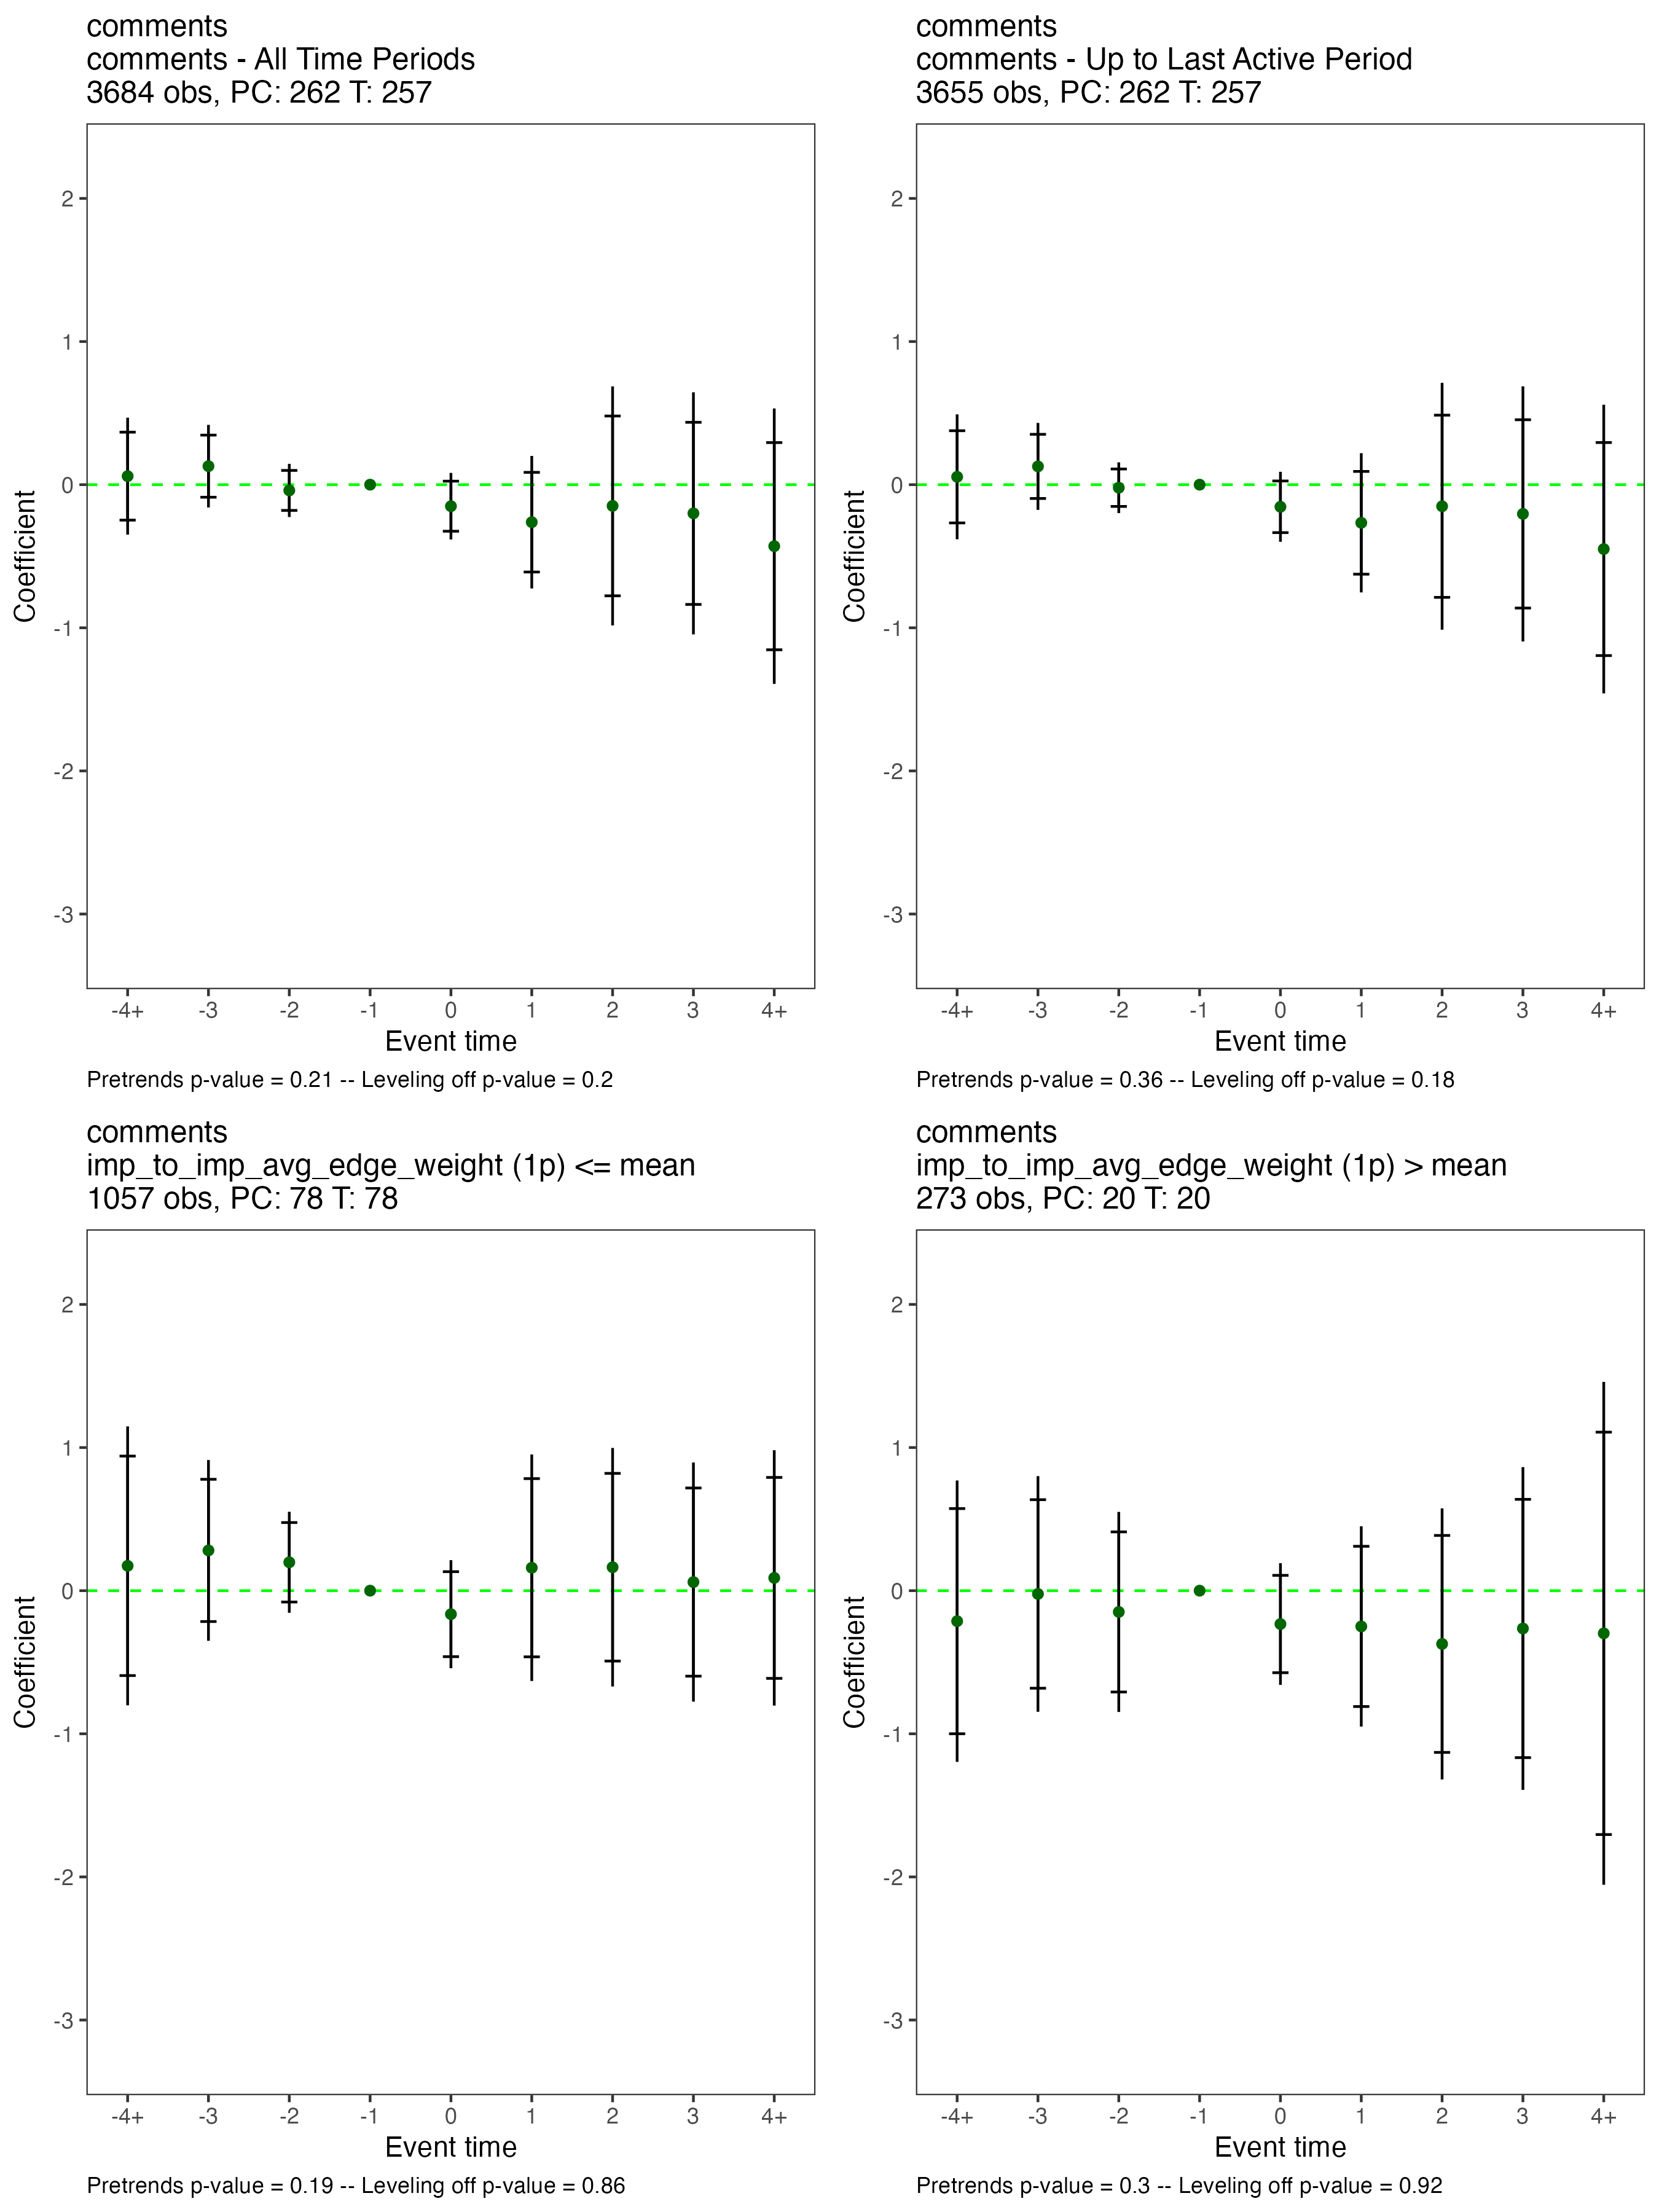 comments
comments - All Time Periods
3684 obs, PC: 262 T: 257
2
1
0
-1
-2
-3
Coefficient
-4+ -3 -2 -1 0 1 2 3 4+
Event time
Pretrends p-value = 0.21 -- Leveling off p-value = 0.2
comments
comments - Up to Last Active Period
3655 obs, PC: 262 T: 257
2
1
0
-1
-2
-3
Coefficient
-4+ -3 -2 -1 0 1 2 3 4+
Event time
Pretrends p-value = 0.36 -- Leveling off p-value = 0.18
comments
imp_to_imp_avg_edge_weight (1p) <= mean
1057 obs, PC: 78 T: 78
2
1
0
-1
-2
-3
Coefficient
-4+ -3 -2 -1 0 1 2 3 4+
Event time
Pretrends p-value = 0.19 -- Leveling off p-value = 0.86
comments
imp_to_imp_avg_edge_weight (1p) > mean
273 obs, PC: 20 T: 20
2
1
0
-1
-2
-3
Coefficient
-4+ -3 -2 -1 0 1 2 3 4+
Event time
Pretrends p-value = 0.3 -- Leveling off p-value = 0.92